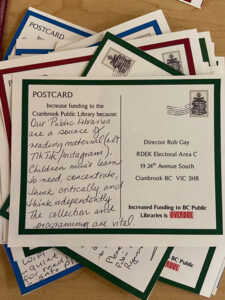 POSTCARD
POSTCARD
Increase funding to the
Cranbrook Public Library because:
Our Public Libraries
are a source of
reading material (not
TikTok/Instagram).
Children must learn
to read, concentrate,
think critically, and
think independently.
The collection and
programming are vital.
Director Rob Gay
RDEK Electoral Area C
19 24th Avenue South
Cranbrook BC V1C 3H8
Increased Funding to BC Public
Libraries is OVERDUE
BC Public